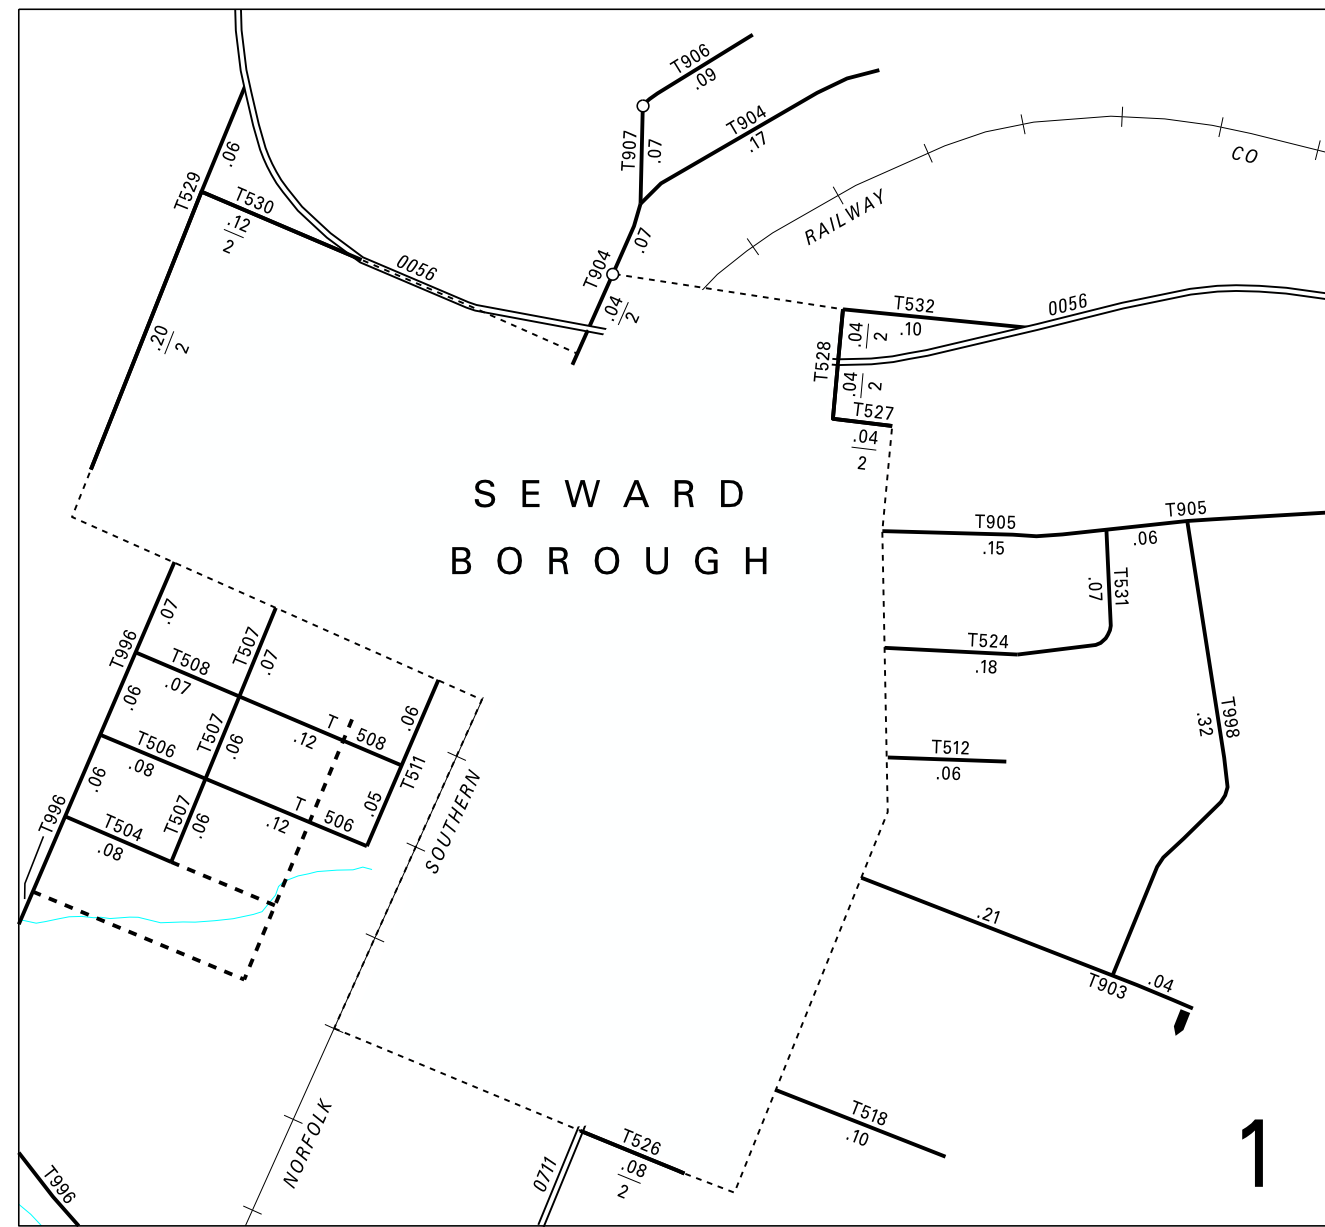 T906
.09
T904
.17
T907
.07
CO
RAILWAY
.06
T529
T530
.12
2
0056
.07
T904
.04
2
T532
.10
0056
.04
2
T528
.04
2
T527
.04
2
.20
2
SEWARD
BOROUGH
T905
.15
T905
.06
T531
.07
T524
.18
T998
.32
T512
.06
.07
T996
T507
.07
T508
.07
.06
T507
.06
T 508
.12
.06
T511
T506
.08
.06
T507
.06
T 506
.12
.05
SOUTHERN
T996
T504
.08
.21
T903
.04
T518
.10
T526
.08
2
0711
NORFOLK
T996
1